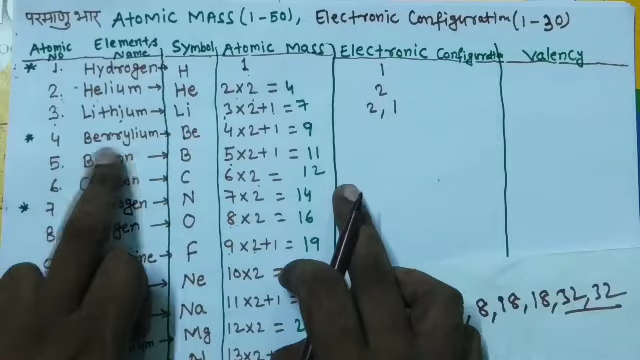 परमाणु भार Atomic Mass (1-50), Electronic Configuration (1-30)
Atomic No Elements Name Symbol Atomic Mass Electronic Configuration Valency
* 1. Hydrogen → H 1 1
2. Helium → He 2×2 = 4 2
3. Lithium → Li 3×2+1 = 7 2, 1
* 4 Berrylium → Be 4×2+1 = 9
5. → B 5×2+1 = 11
6. → C 6×2 = 12
* 7 → N 7×2 = 14
8 → O 8×2 = 16
→ F 9×2+1 = 19
→ Ne 10×2 =
→ Na 11×2+1 =
→ Mg 12×2 =
13×2
8, 18, 18, 32, 32